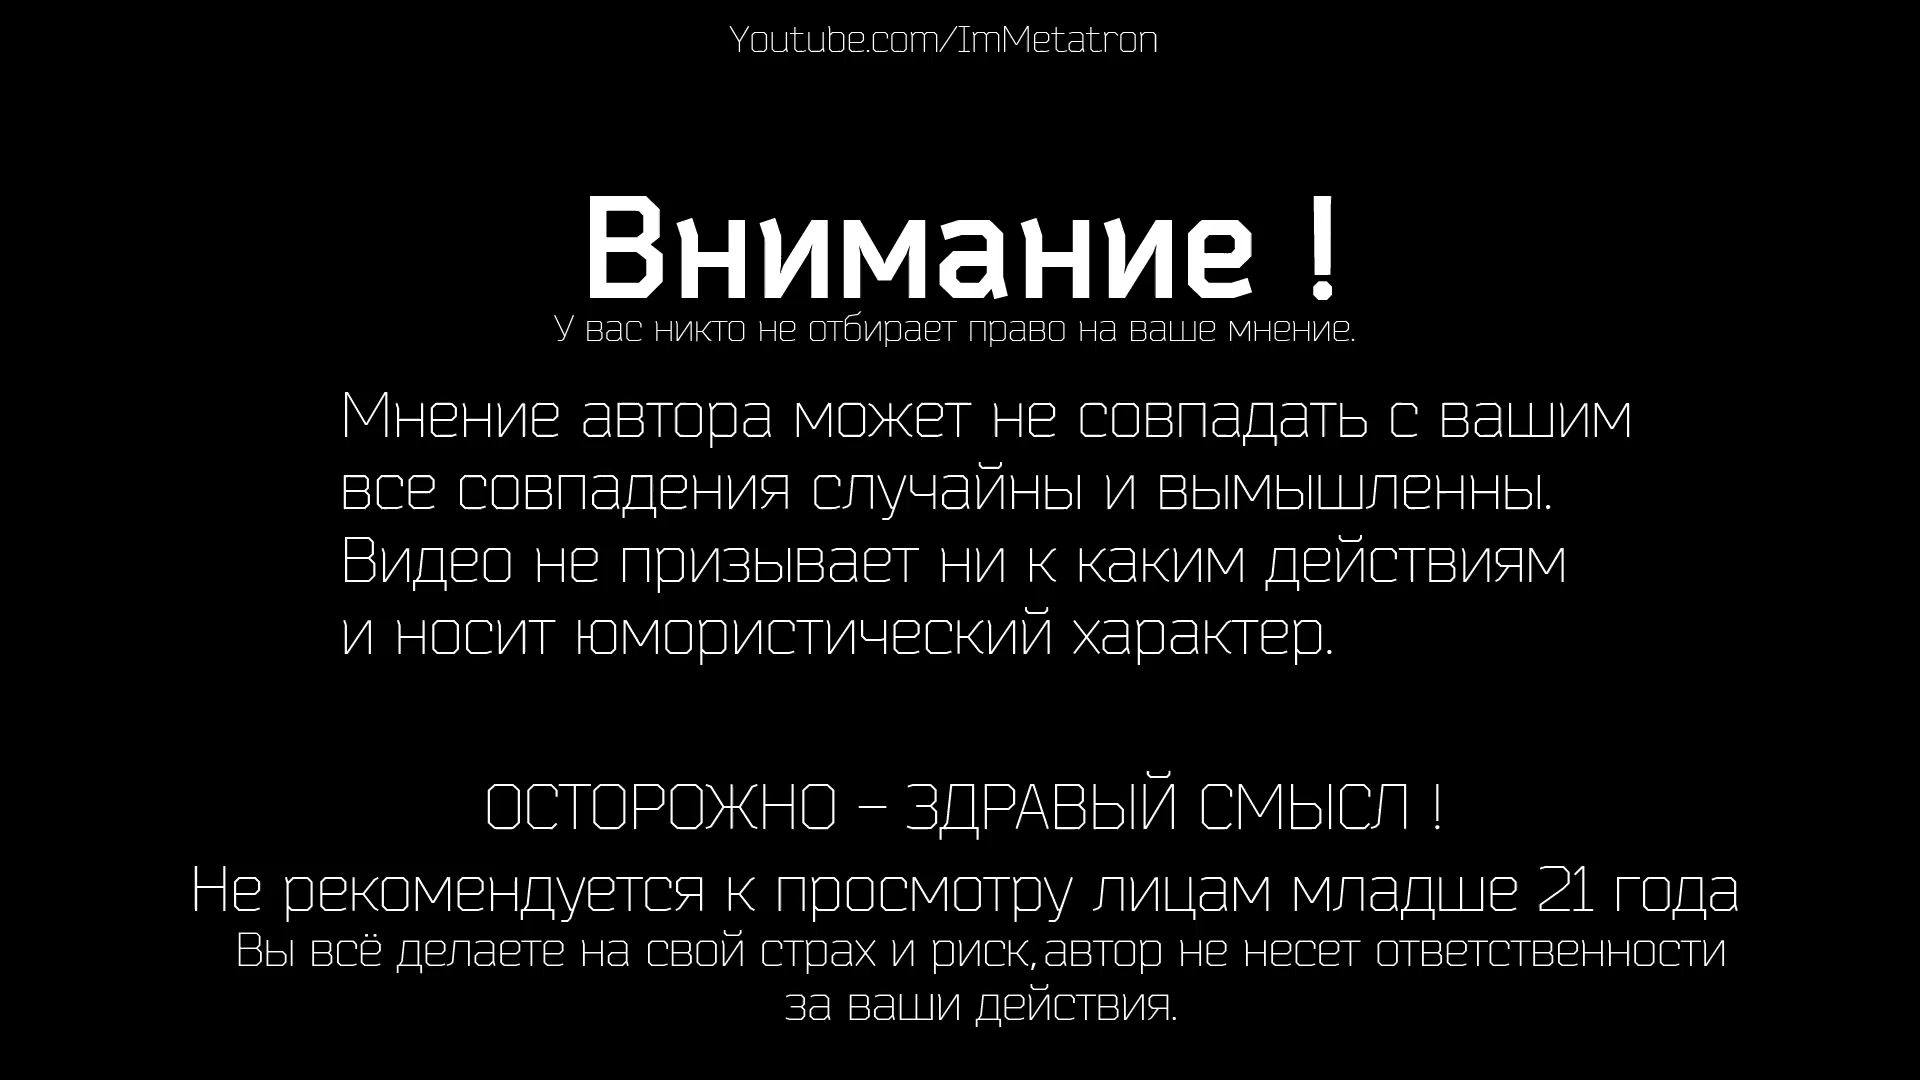 Youtube.com/ImMetatron
Внимание !
У вас никто не отбирает право на ваше мнение.
Мнение автора может не совпадать с вашим
все совпадения случайны и вымышленны.
Видео не призывает ни к каким действиям
и носит юмористический характер.
ОСТОРОЖНО – ЗДРАВЫЙ СМЫСЛ !
Не рекомендуется к просмотру лицам младше 21 года
Вы всё делаете на свой страх и риск, автор не несет ответственности
за ваши действия.